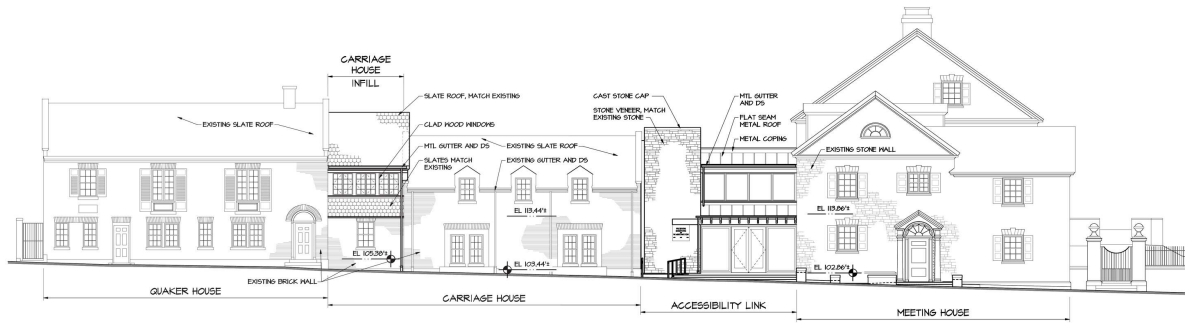 CARRIAGE
HOUSE
INFILL
SLATE ROOF, MATCH EXISTING
EXISTING SLATE ROOF
CLAD WOOD WINDOWS
MTL GUTTER AND DS
SLATES MATCH
EXISTING
EXISTING SLATE ROOF
EXISTING GUTTER AND DS
CAST STONE CAP
STONE VENEER, MATCH
EXISTING STONE
MTL GUTTER
AND DS
FLAT SEAM
METAL ROOF
METAL COPING
EXISTING STONE WALL
EL 113.44'±
EL 113.86'±
EL 105.38'±
EL 103.44'±
EL 102.86'±
EXISTING BRICK WALL
QUAKER HOUSE
CARRIAGE HOUSE
ACCESSIBILITY LINK
MEETING HOUSE